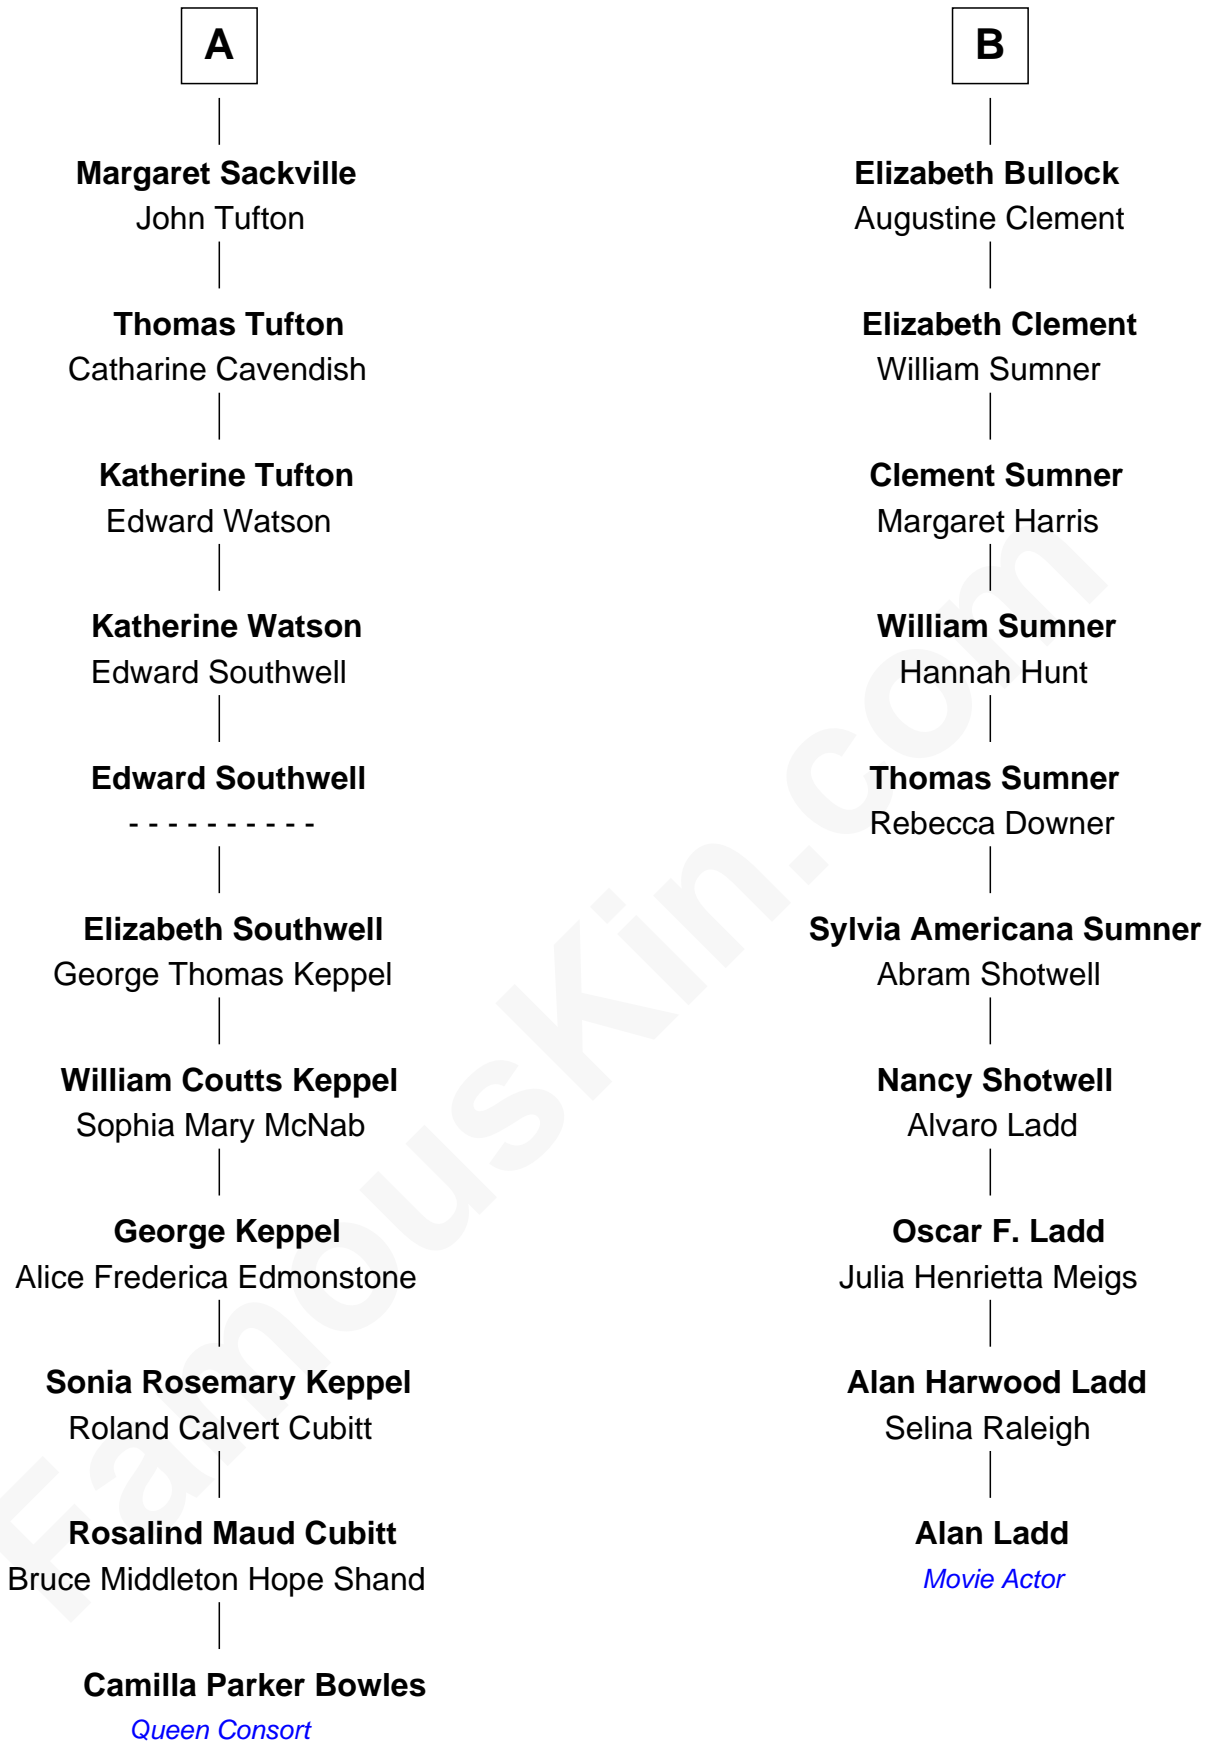 A
Margaret Sackville
John Tufton
Thomas Tufton
Catharine Cavendish
Katherine Tufton
Edward Watson
Katherine Watson
Edward Southwell
Edward Southwell
- - - - - - - - - -
Elizabeth Southwell
George Thomas Keppel
William Coutts Keppel
Sophia Mary McNab
George Keppel
Alice Frederica Edmonstone
Sonia Rosemary Keppel
Roland Calvert Cubitt
Rosalind Maud Cubitt
Bruce Middleton Hope Shand
Camilla Parker Bowles
Queen Consort
B
Elizabeth Bullock
Augustine Clement
Elizabeth Clement
William Sumner
Clement Sumner
Margaret Harris
William Sumner
Hannah Hunt
Thomas Sumner
Rebecca Downer
Sylvia Americana Sumner
Abram Shotwell
Nancy Shotwell
Alvaro Ladd
Oscar F. Ladd
Julia Henrietta Meigs
Alan Harwood Ladd
Selina Raleigh
Alan Ladd
Movie Actor
FamousKin.com